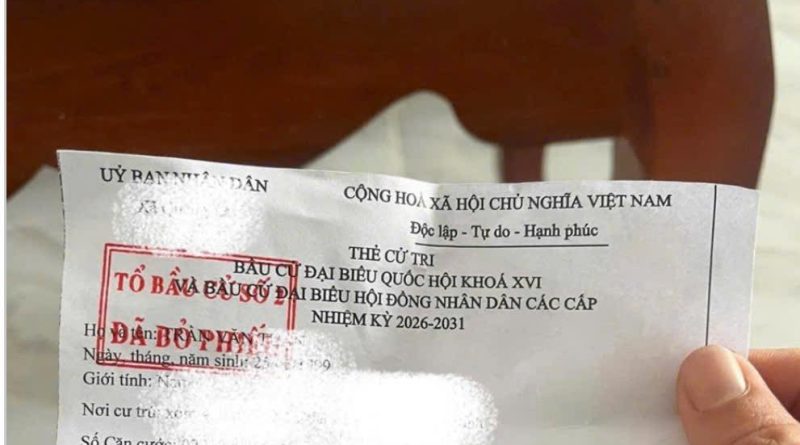 UỶ BAN NHÂN DÂN
CỘNG HOÀ XÃ HỘI CHỦ NGHĨA VIỆT NAM
Độc lập - Tự do - Hạnh phúc
THẺ CỬ TRI
BẦU CỬ ĐẠI BIỂU QUỐC HỘI KHOÁ XVI
VÀ BẦU CỬ ĐẠI BIỂU HỘI ĐỒNG NHÂN DÂN CÁC CẤP
NHIỆM KỲ 2026-2031
TỔ BẦU CỬ SỐ 2
ĐÃ BỎ PHIẾU
Họ và tên: TRẦN VĂN
Ngày, tháng, năm sinh:
Giới tính:
Nơi cư trú:
Số Căn cước: